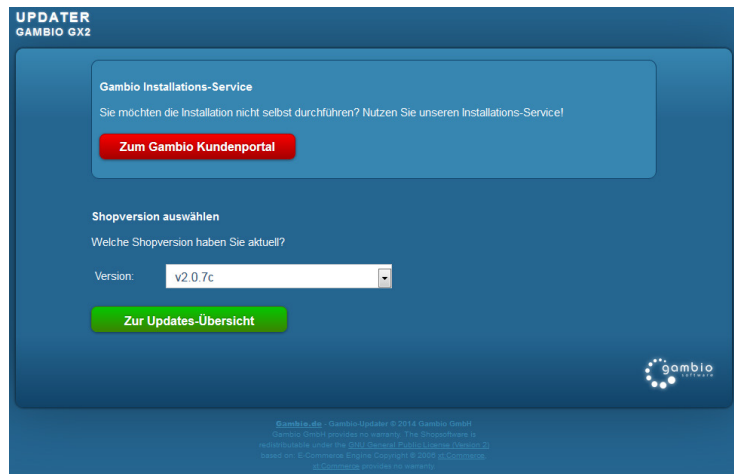 UPDATER
GAMBIO GX2
Gambio Installations-Service
Sie möchten die Installation nicht selbst durchführen? Nutzen Sie unseren Installations-Service!
Zum Gambio Kundenportal
Shopversion auswählen
Welche Shopversion haben Sie aktuell?
Version: v2.0.7c
Zur Updates-Übersicht
gambio
software
Gambio.de - Gambio-Updater © 2014 Gambio GmbH
Gambio GmbH provides no warranty. The Shopsoftware is
redistributable under the GNU General Public License (Version 2)
based on: E-Commerce Engine Copyright © 2006 xt:Commerce,
xt:Commerce provides no warranty.